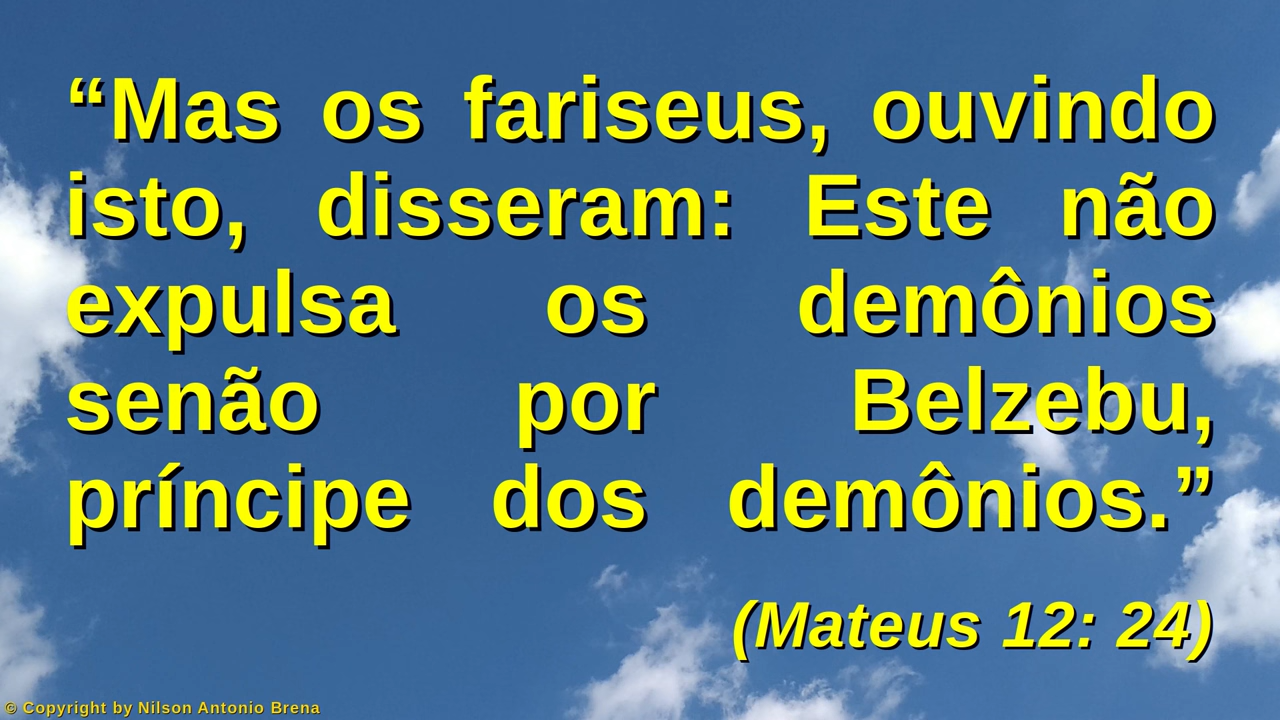 “Mas os fariseus, ouvindo
isto, disseram: Este não
expulsa os demônios
senão por Belzebu,
príncipe dos demônios.”
(Mateus 12: 24)
© Copyright by Nilson Antonio Brena